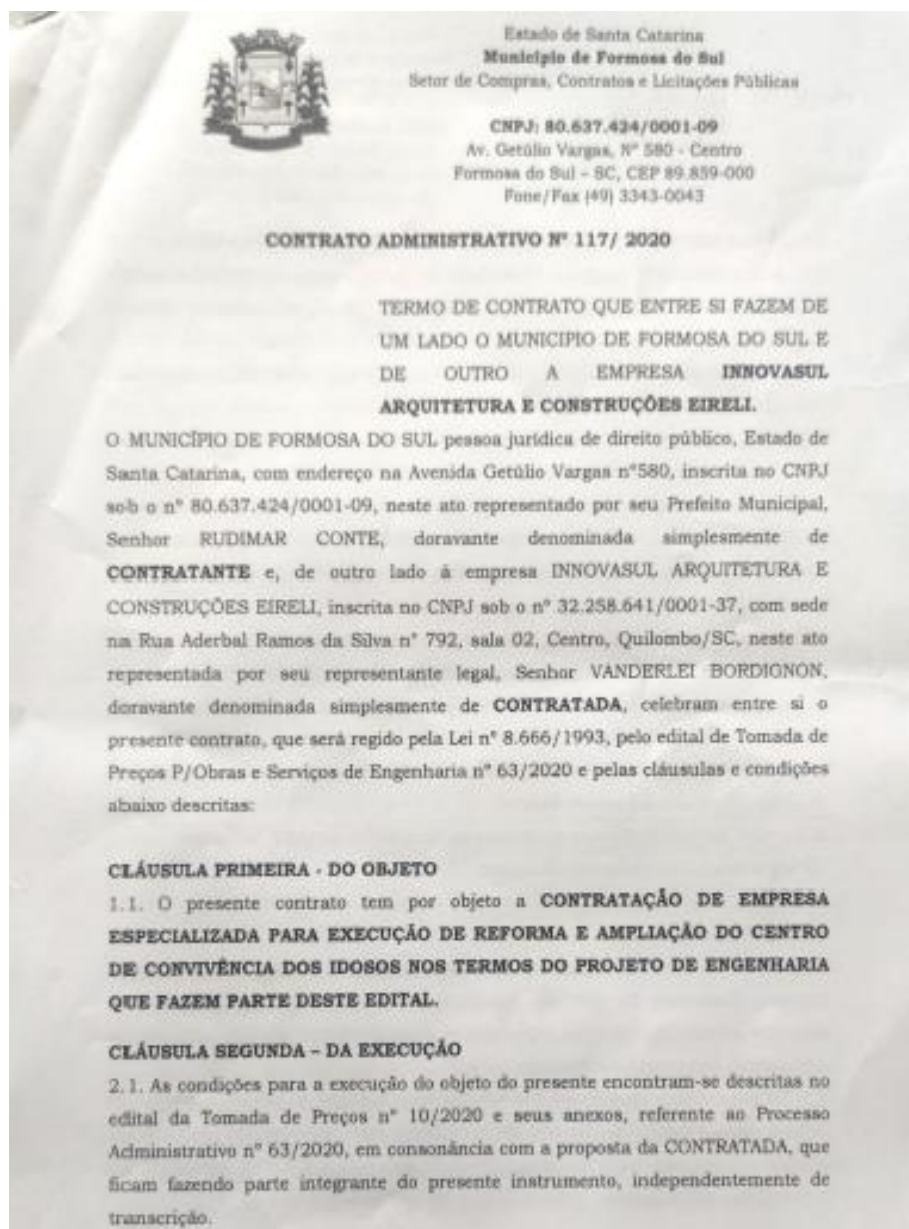 Estado de Santa Catarina
Município de Formosa do Sul
Setor de Compras, Contratos e Licitações Públicas
CNPJ: 80.637.424/0001-09
Av. Getúlio Vargas, Nº 580 - Centro
Formosa do Sul – SC, CEP 89.859-000
Fone/Fax (49) 3343-0043
CONTRATO ADMINISTRATIVO Nº 117/ 2020
TERMO DE CONTRATO QUE ENTRE SI FAZEM DE
UM LADO O MUNICIPIO DE FORMOSA DO SUL E
DE OUTRO A EMPRESA INNOVASUL
ARQUITETURA E CONSTRUÇÕES EIRELI.
O MUNICÍPIO DE FORMOSA DO SUL pessoa jurídica de direito público, Estado de
Santa Catarina, com endereço na Avenida Getúlio Vargas nº580, inscrita no CNPJ
sob o nº 80.637.424/0001-09, neste ato representado por seu Prefeito Municipal,
Senhor RUDIMAR CONTE, doravante denominada simplesmente de
CONTRATANTE e, de outro lado à empresa INNOVASUL ARQUITETURA E
CONSTRUÇÕES EIRELI, inscrita no CNPJ sob o nº 32.258.641/0001-37, com sede
na Rua Aderbal Ramos da Silva nº 792, sala 02, Centro, Quilombo/SC, neste ato
representada por seu representante legal, Senhor VANDERLEI BORDIGNON,
doravante denominada simplesmente de CONTRATADA, celebram entre si o
presente contrato, que será regido pela Lei nº 8.666/1993, pelo edital de Tomada de
Preços P/Obras e Serviços de Engenharia nº 63/2020 e pelas cláusulas e condições
abaixo descritas:
CLÁUSULA PRIMEIRA - DO OBJETO
1.1. O presente contrato tem por objeto a CONTRATAÇÃO DE EMPRESA
ESPECIALIZADA PARA EXECUÇÃO DE REFORMA E AMPLIAÇÃO DO CENTRO
DE CONVIVÊNCIA DOS IDOSOS NOS TERMOS DO PROJETO DE ENGENHARIA
QUE FAZEM PARTE DESTE EDITAL.
CLÁUSULA SEGUNDA – DA EXECUÇÃO
2.1. As condições para a execução do objeto do presente encontram-se descritas no
edital da Tomada de Preços nº 10/2020 e seus anexos, referente ao Processo
Administrativo nº 63/2020, em consonância com a proposta da CONTRATADA, que
ficam fazendo parte integrante do presente instrumento, independentemente de
transcrição.